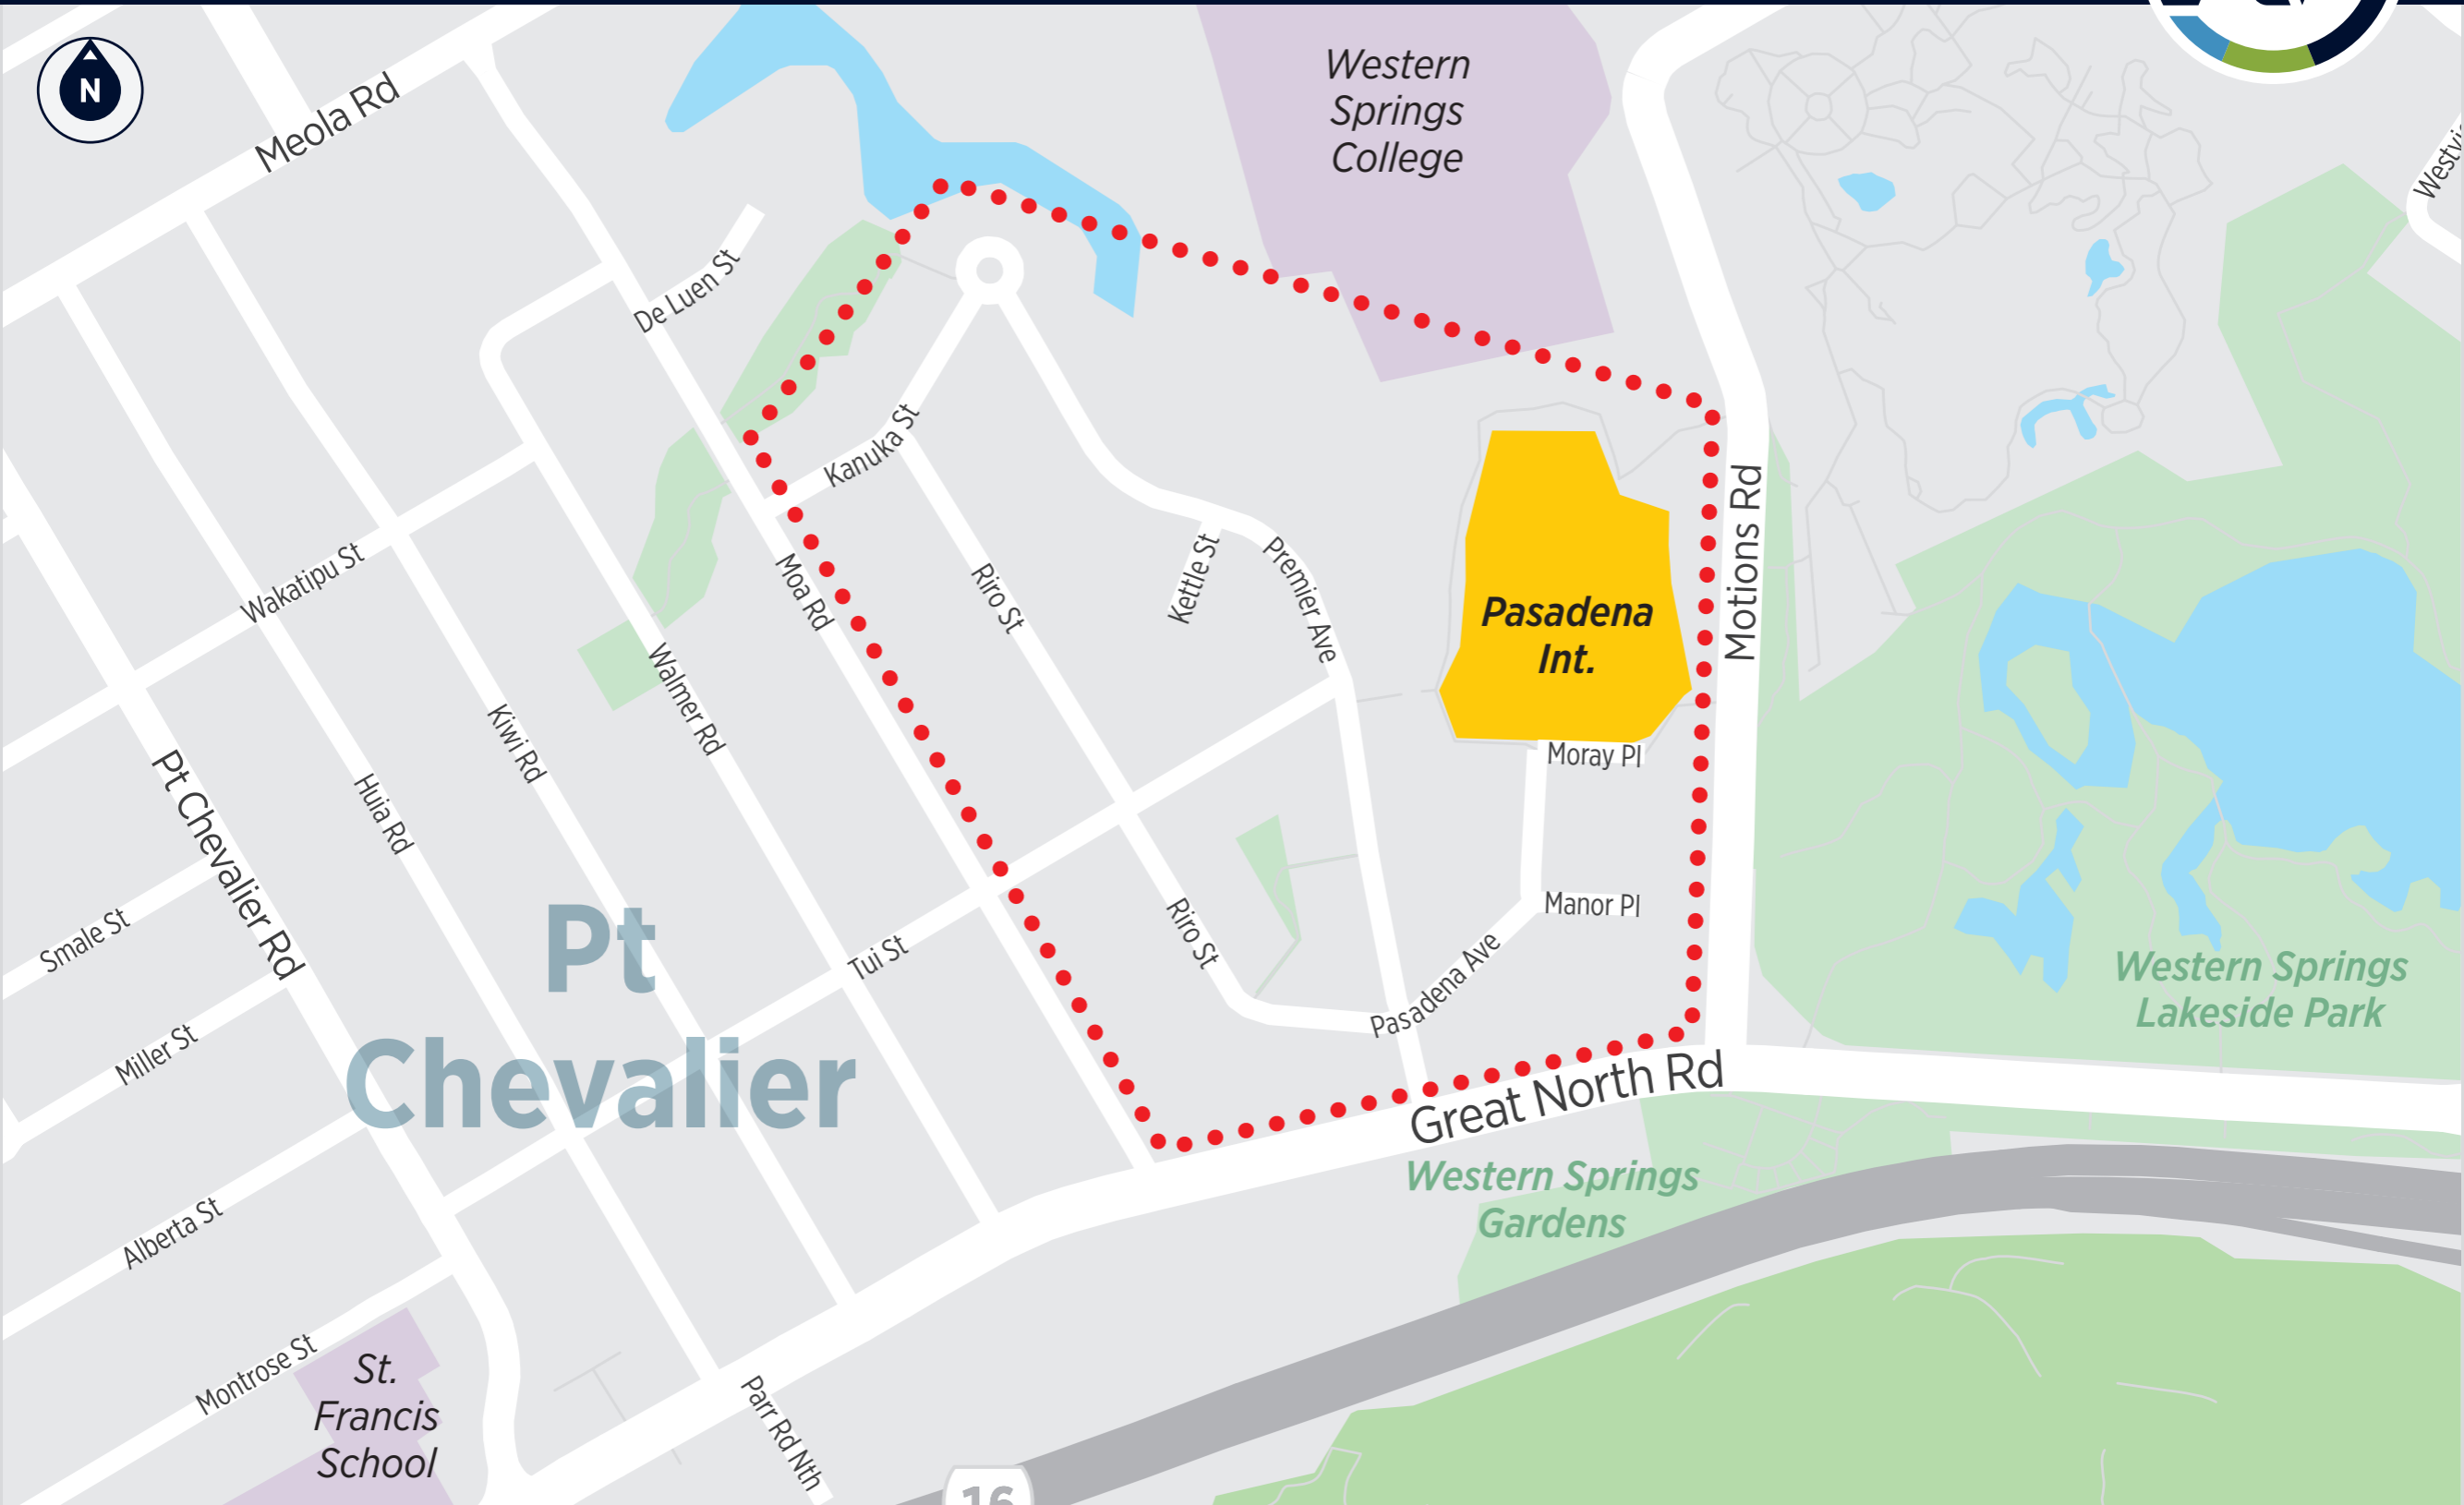 N
Meola Rd
Western
Springs
College
De Luen St
Kanuka St
Wakatipu St
Moa Rd
Riro St
Kettle St
Premier Ave
Motions Rd
Pasadena
Int.
Walmer Rd
Kiwi Rd
Huia Rd
Pt Chevalier Rd
Moray Pl
Manor Pl
Smale St
Pt
Chevalier
Tui St
Riro St
Pasadena Ave
Western Springs
Lakeside Park
Miller St
Great North Rd
Western Springs
Gardens
Alberta St
Montrose St
St.
Francis
School
Parr Rd Nth
16